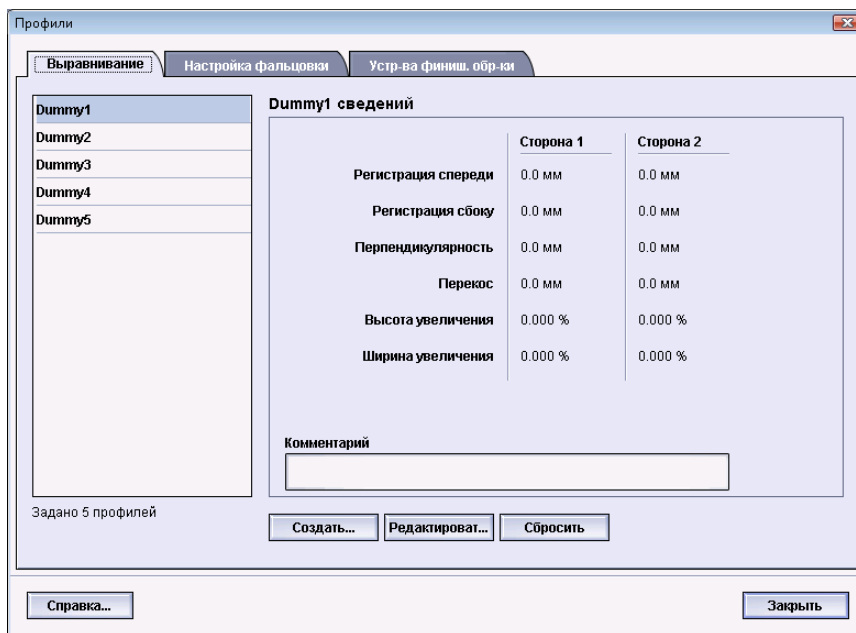 Профили
Выравнивание Настройка фальцовки Устр-ва финиш. обр-ки
Dummy1
Dummy2
Dummy3
Dummy4
Dummy5
Задано 5 профилей
Dummy1 сведений
Сторона 1 Сторона 2
Регистрация спереди 0.0 мм 0.0 мм
Регистрация сбоку 0.0 мм 0.0 мм
Перпендикулярность 0.0 мм 0.0 мм
Перекос 0.0 мм 0.0 мм
Высота увеличения 0.000 % 0.000 %
Ширина увеличения 0.000 % 0.000 %
Комментарий
Создать... Редактироват... Сбросить
Справка... Закрыть